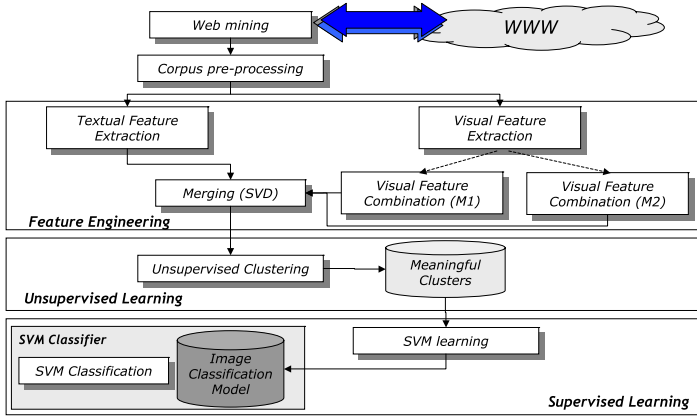 Web mining
WWW
Corpus pre-processing
Textual Feature
Extraction
Visual Feature
Extraction
Merging (SVD)
Visual Feature
Combination (M1)
Visual Feature
Combination (M2)
Feature Engineering
Unsupervised Clustering
Meaningful
Clusters
Unsupervised Learning
SVM Classifier
SVM learning
SVM Classification
Image
Classification
Model
Supervised Learning